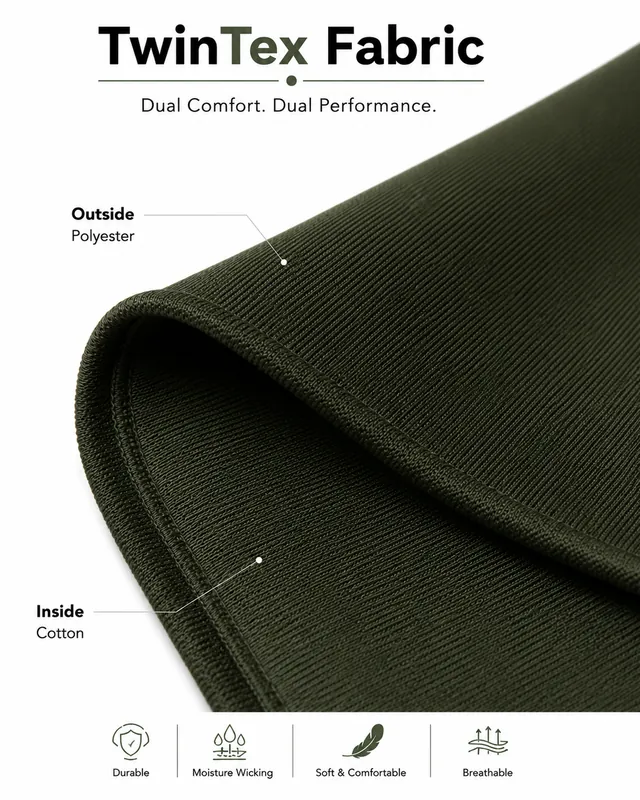 TwinTex Fabric
Dual Comfort. Dual Performance.
Outside
Polyester
Inside
Cotton
Durable
Moisture Wicking
Soft & Comfortable
Breathable